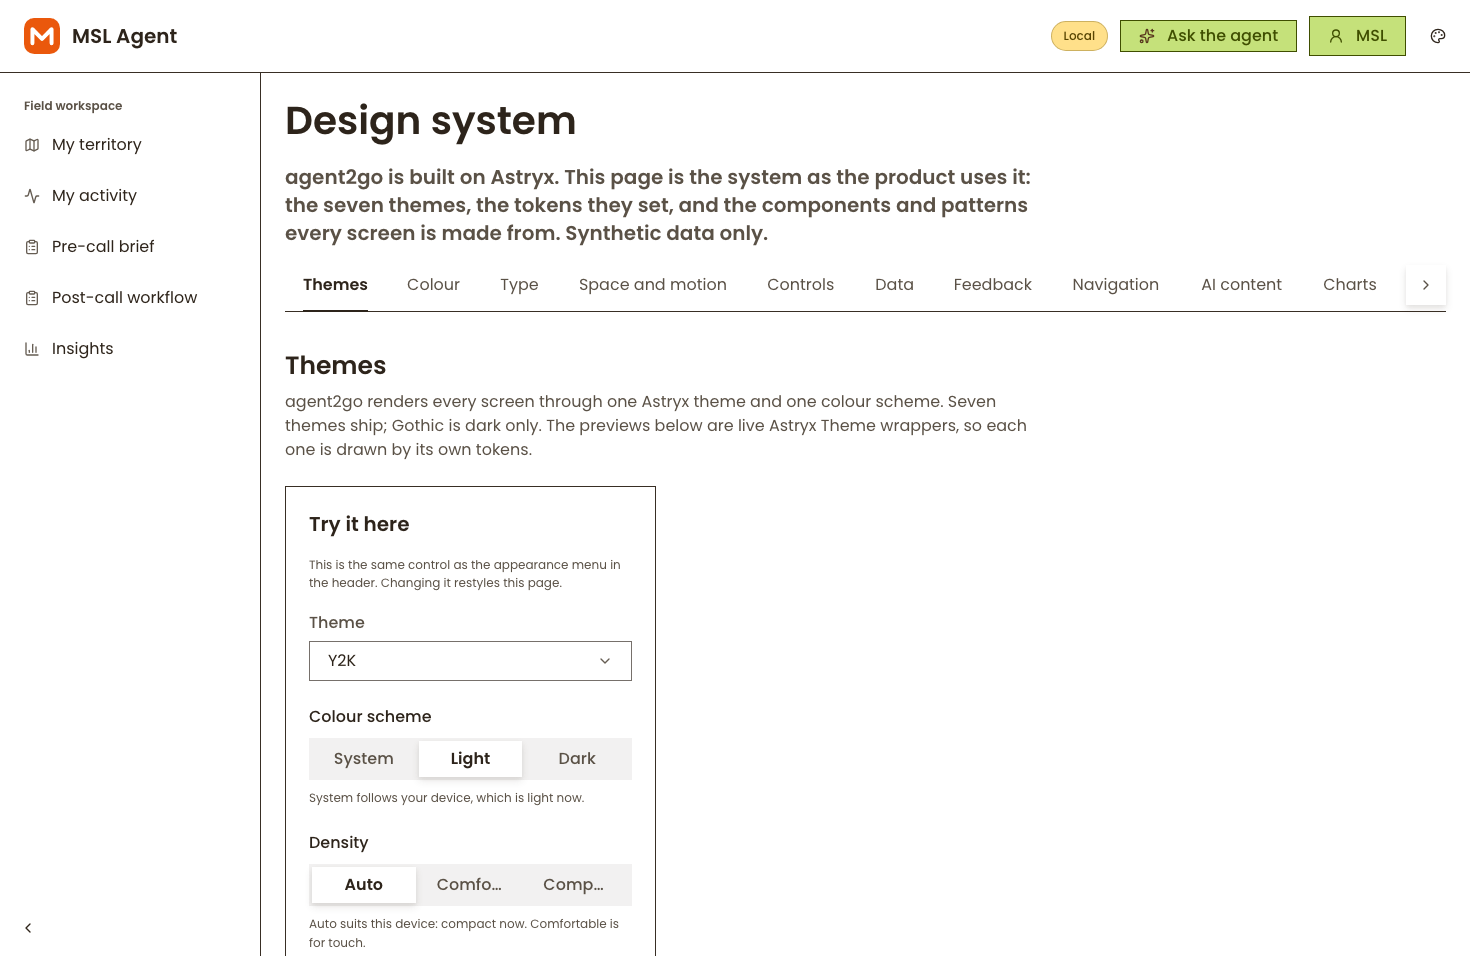 MSL Agent
Local
Ask the agent
MSL
Field workspace
My territory
My activity
Pre-call brief
Post-call workflow
Insights
Design system
agent2go is built on Astryx. This page is the system as the product uses it:
the seven themes, the tokens they set, and the components and patterns
every screen is made from. Synthetic data only.
Themes
Colour
Type
Space and motion
Controls
Data
Feedback
Navigation
AI content
Charts
Themes
agent2go renders every screen through one Astryx theme and one colour scheme. Seven
themes ship; Gothic is dark only. The previews below are live Astryx Theme wrappers, so each
one is drawn by its own tokens.
Try it here
This is the same control as the appearance menu in
the header. Changing it restyles this page.
Theme
Y2K
Colour scheme
System
Light
Dark
System follows your device, which is light now.
Density
Auto
Comfo...
Comp...
Auto suits this device: compact now. Comfortable is
for touch.